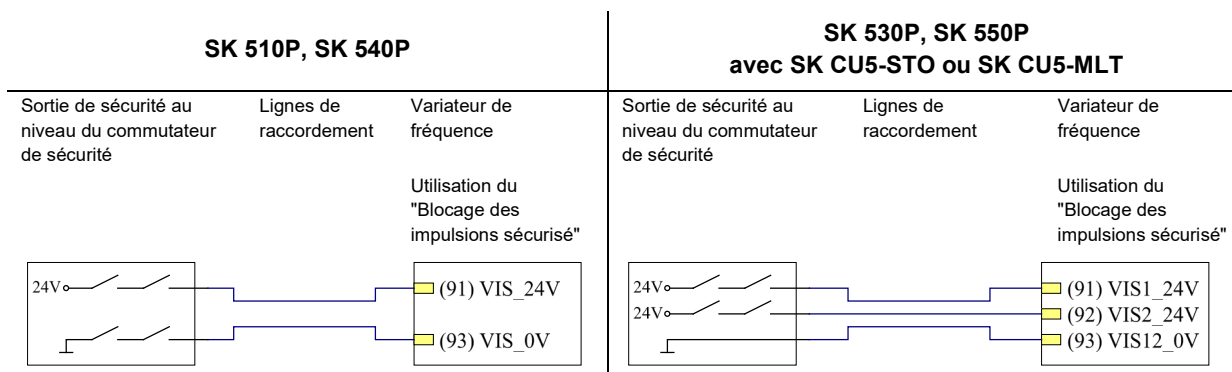 SK 510P, SK 540P
Sortie de sécurité au
niveau du commutateur
de sécurité
Lignes de
raccordement
Variateur de
fréquence
Utilisation du
"Blocage des
impulsions sécurisé"
24V
(91) VIS_24V
(93) VIS_0V
SK 530P, SK 550P
avec SK CU5-STO ou SK CU5-MLT
Sortie de sécurité au
niveau du commutateur
de sécurité
Lignes de
raccordement
Variateur de
fréquence
Utilisation du
"Blocage des
impulsions sécurisé"
24V
24V
(91) VIS1_24V
(92) VIS2_24V
(93) VIS12_0V